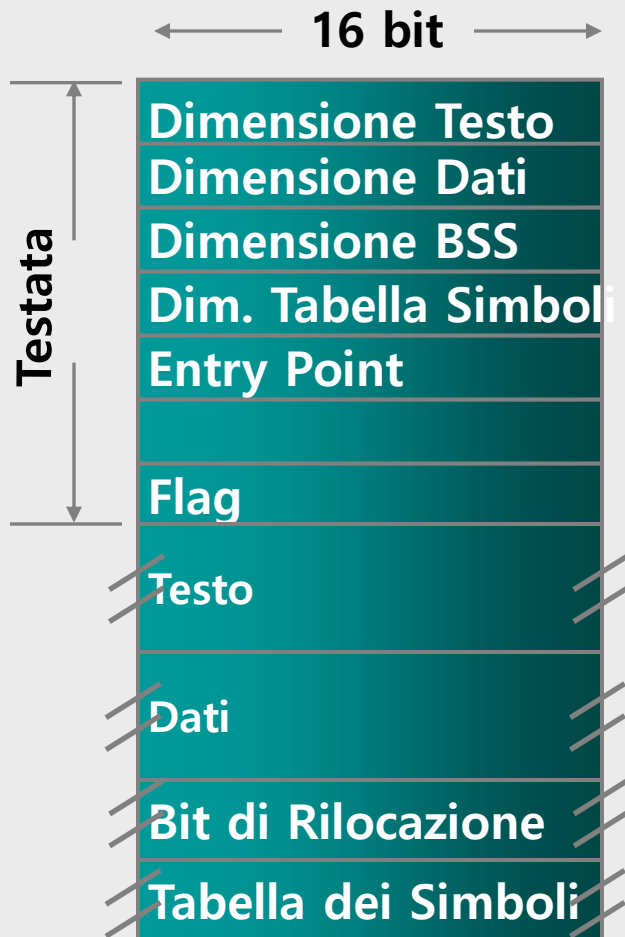 16 bit
Testata
Dimensione Testo
Dimensione Dati
Dimensione BSS
Dim. Tabella Simboli
Entry Point
Flag
Testo
Dati
Bit di Rilocazione
Tabella dei Simboli